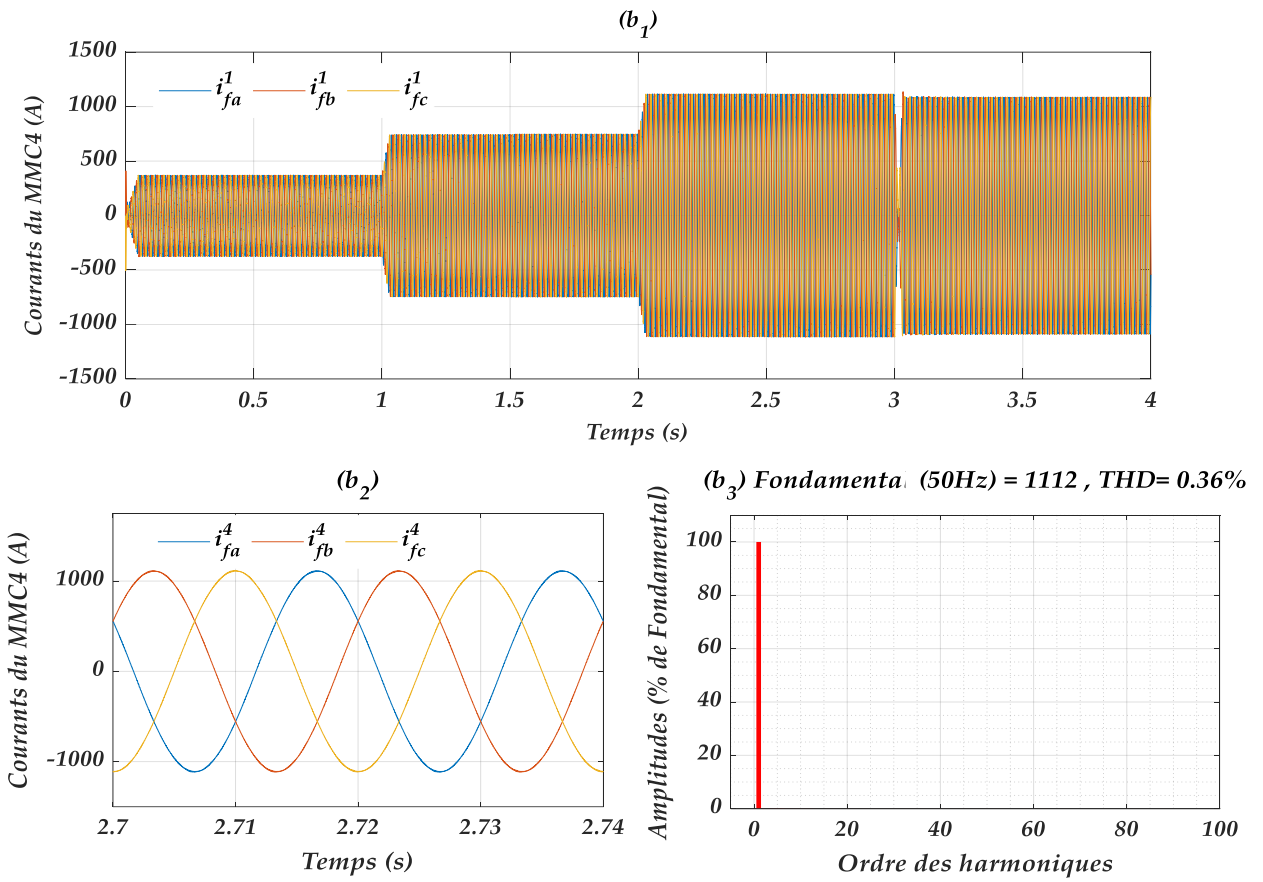 (b1)
1500
1000
500
0
-500
-1000
-1500
Courants du MMC4 (A)
i¹fa i¹fb i¹fc
0 0.5 1 1.5 2 2.5 3 3.5 4
Temps (s)
(b2)
Courants du MMC4 (A)
i⁴fa i⁴fb i⁴fc
1000
0
-1000
2.7 2.71 2.72 2.73 2.74
Temps (s)
(b3) Fondamental (50Hz) = 1112 , THD= 0.36%
Amplitudes (% de Fondamental)
100
80
60
40
20
0
0 20 40 60 80 100
Ordre des harmoniques